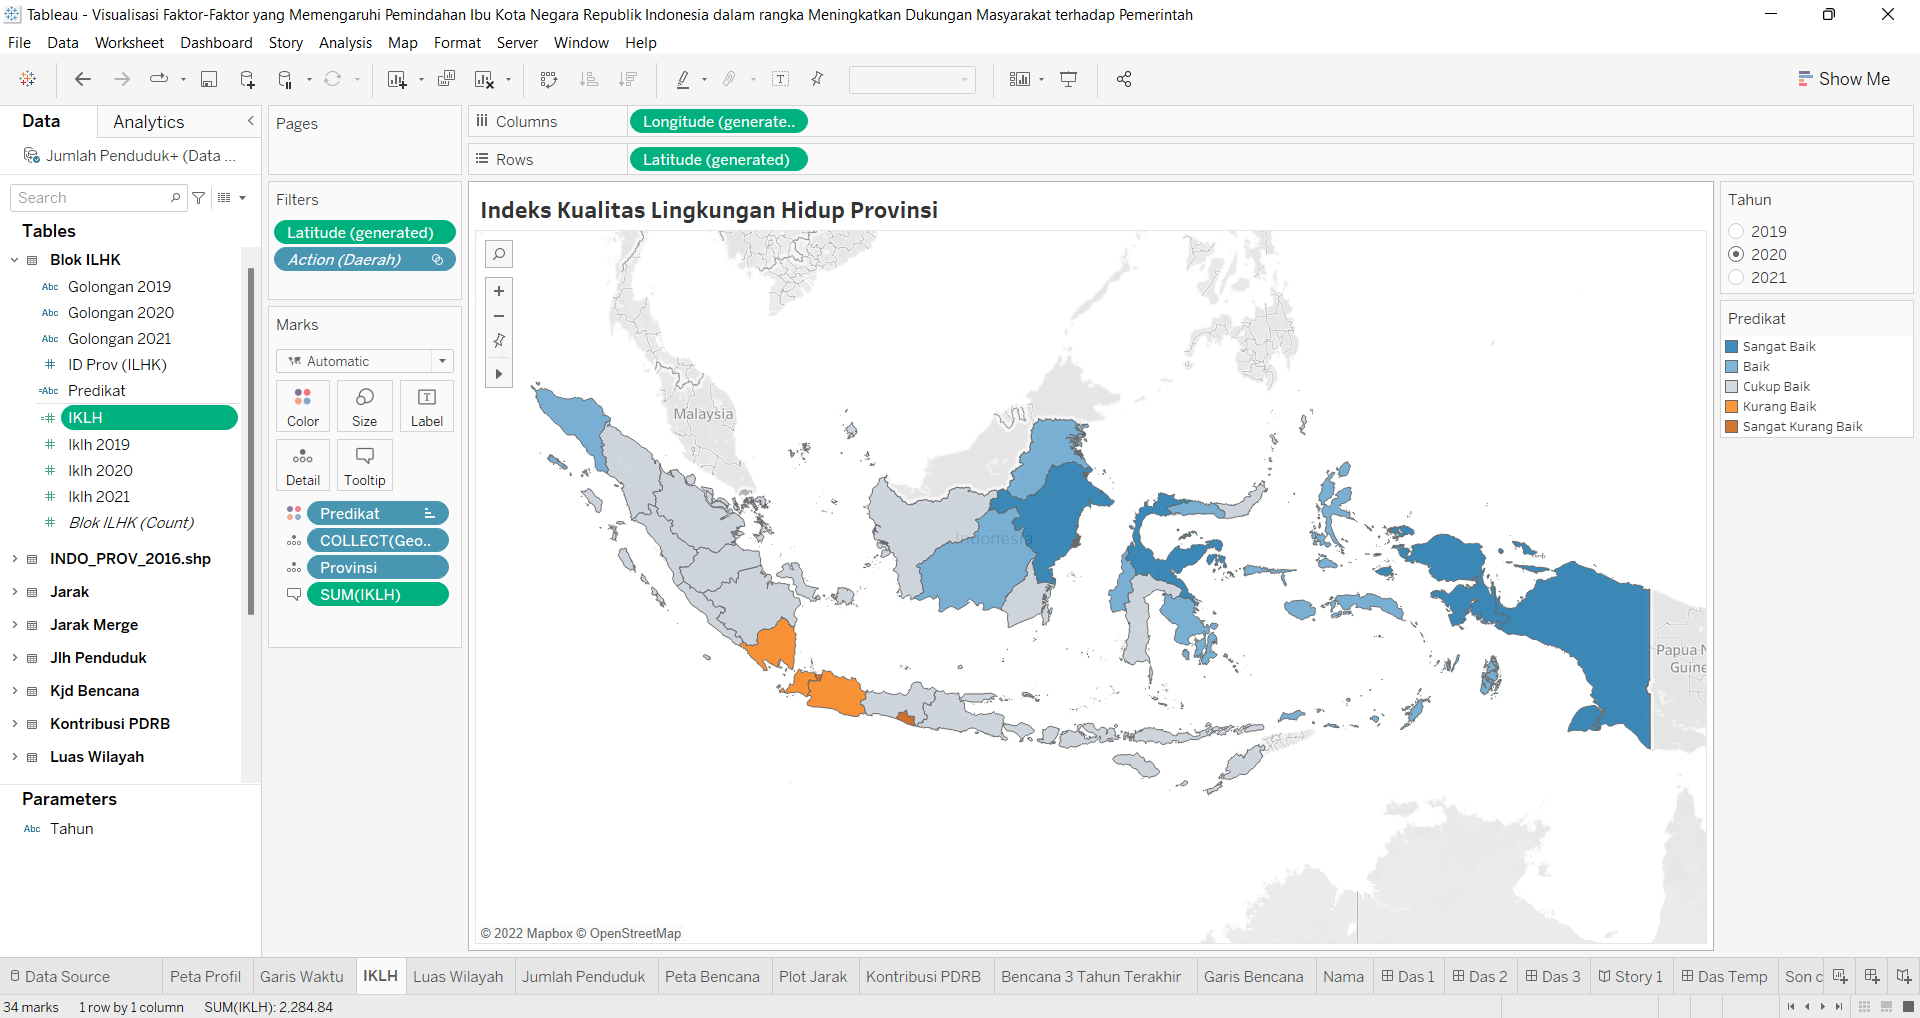 Tableau - Visualisasi Faktor-Faktor yang Memengaruhi Pemindahan Ibu Kota Negara Republik Indonesia dalam rangka Meningkatkan Dukungan Masyarakat terhadap Pemerintah
File Data Worksheet Dashboard Story Analysis Map Format Server Window Help
Show Me
Data Analytics
Jumlah Penduduk+ (Data ...
Search
Tables
Blok ILHK
Abc Golongan 2019
Abc Golongan 2020
Abc Golongan 2021
# ID Prov (ILHK)
=Abc Predikat
=# IKLH
# Iklh 2019
# Iklh 2020
# Iklh 2021
# Blok ILHK (Count)
INDO_PROV_2016.shp
Jarak
Jarak Merge
Jlh Penduduk
Kjd Bencana
Kontribusi PDRB
Luas Wilayah
Parameters
Abc Tahun
Pages
Filters
Latitude (generated)
Action (Daerah)
Marks
Automatic
Color Size Label
Detail Tooltip
Predikat
COLLECT(Geo..
Provinsi
SUM(IKLH)
Columns Longitude (generate..
Rows Latitude (generated)
Indeks Kualitas Lingkungan Hidup Provinsi
Malaysia
Indonesia
Papua N
Guine
© 2022 Mapbox © OpenStreetMap
Tahun
2019
2020
2021
Predikat
Sangat Baik
Baik
Cukup Baik
Kurang Baik
Sangat Kurang Baik
Data Source Peta Profil Garis Waktu IKLH Luas Wilayah Jumlah Penduduk Peta Bencana Plot Jarak Kontribusi PDRB Bencana 3 Tahun Terakhir Garis Bencana Nama Das 1 Das 2 Das 3 Story 1 Das Temp Son c
34 marks 1 row by 1 column SUM(IKLH): 2,284.84